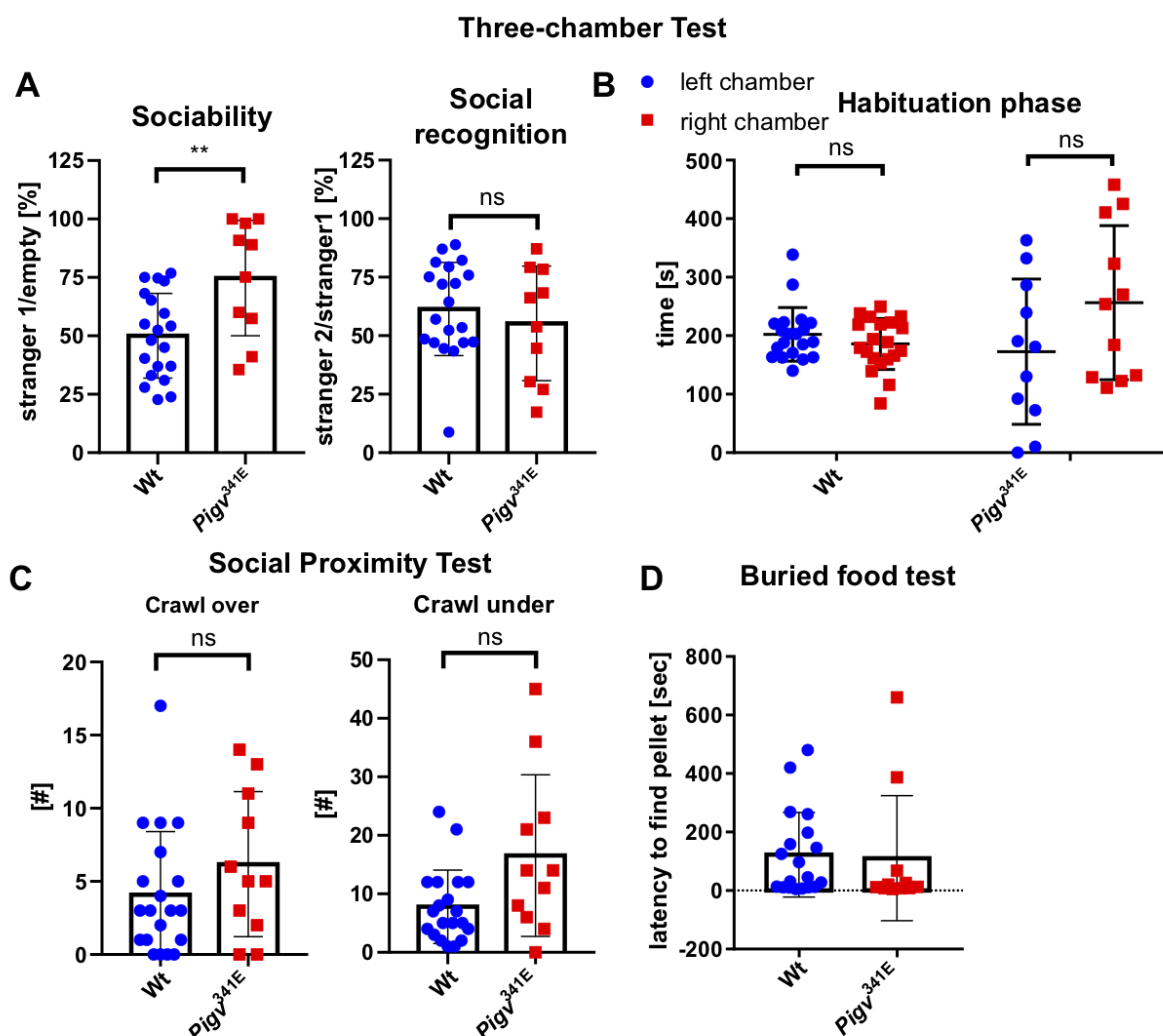 Three-chamber Test
A
Sociability
**
stranger 1/empty [%]
125
100
75
50
25
0
Wt
Pigv341E
Social
recognition
ns
stranger 2/stranger1 [%]
125
100
75
50
25
0
Wt
Pigv341E
B
left chamber
right chamber
Habituation phase
ns
ns
time [s]
500
400
300
200
100
0
Wt
Pigv341E
C
Social Proximity Test
Crawl over
ns
[#]
20
15
10
5
0
Wt
Pigv341E
Crawl under
ns
[#]
50
40
30
20
10
0
Wt
Pigv341E
D
Buried food test
latency to find pellet [sec]
800
600
400
200
0
-200
Wt
Pigv341E